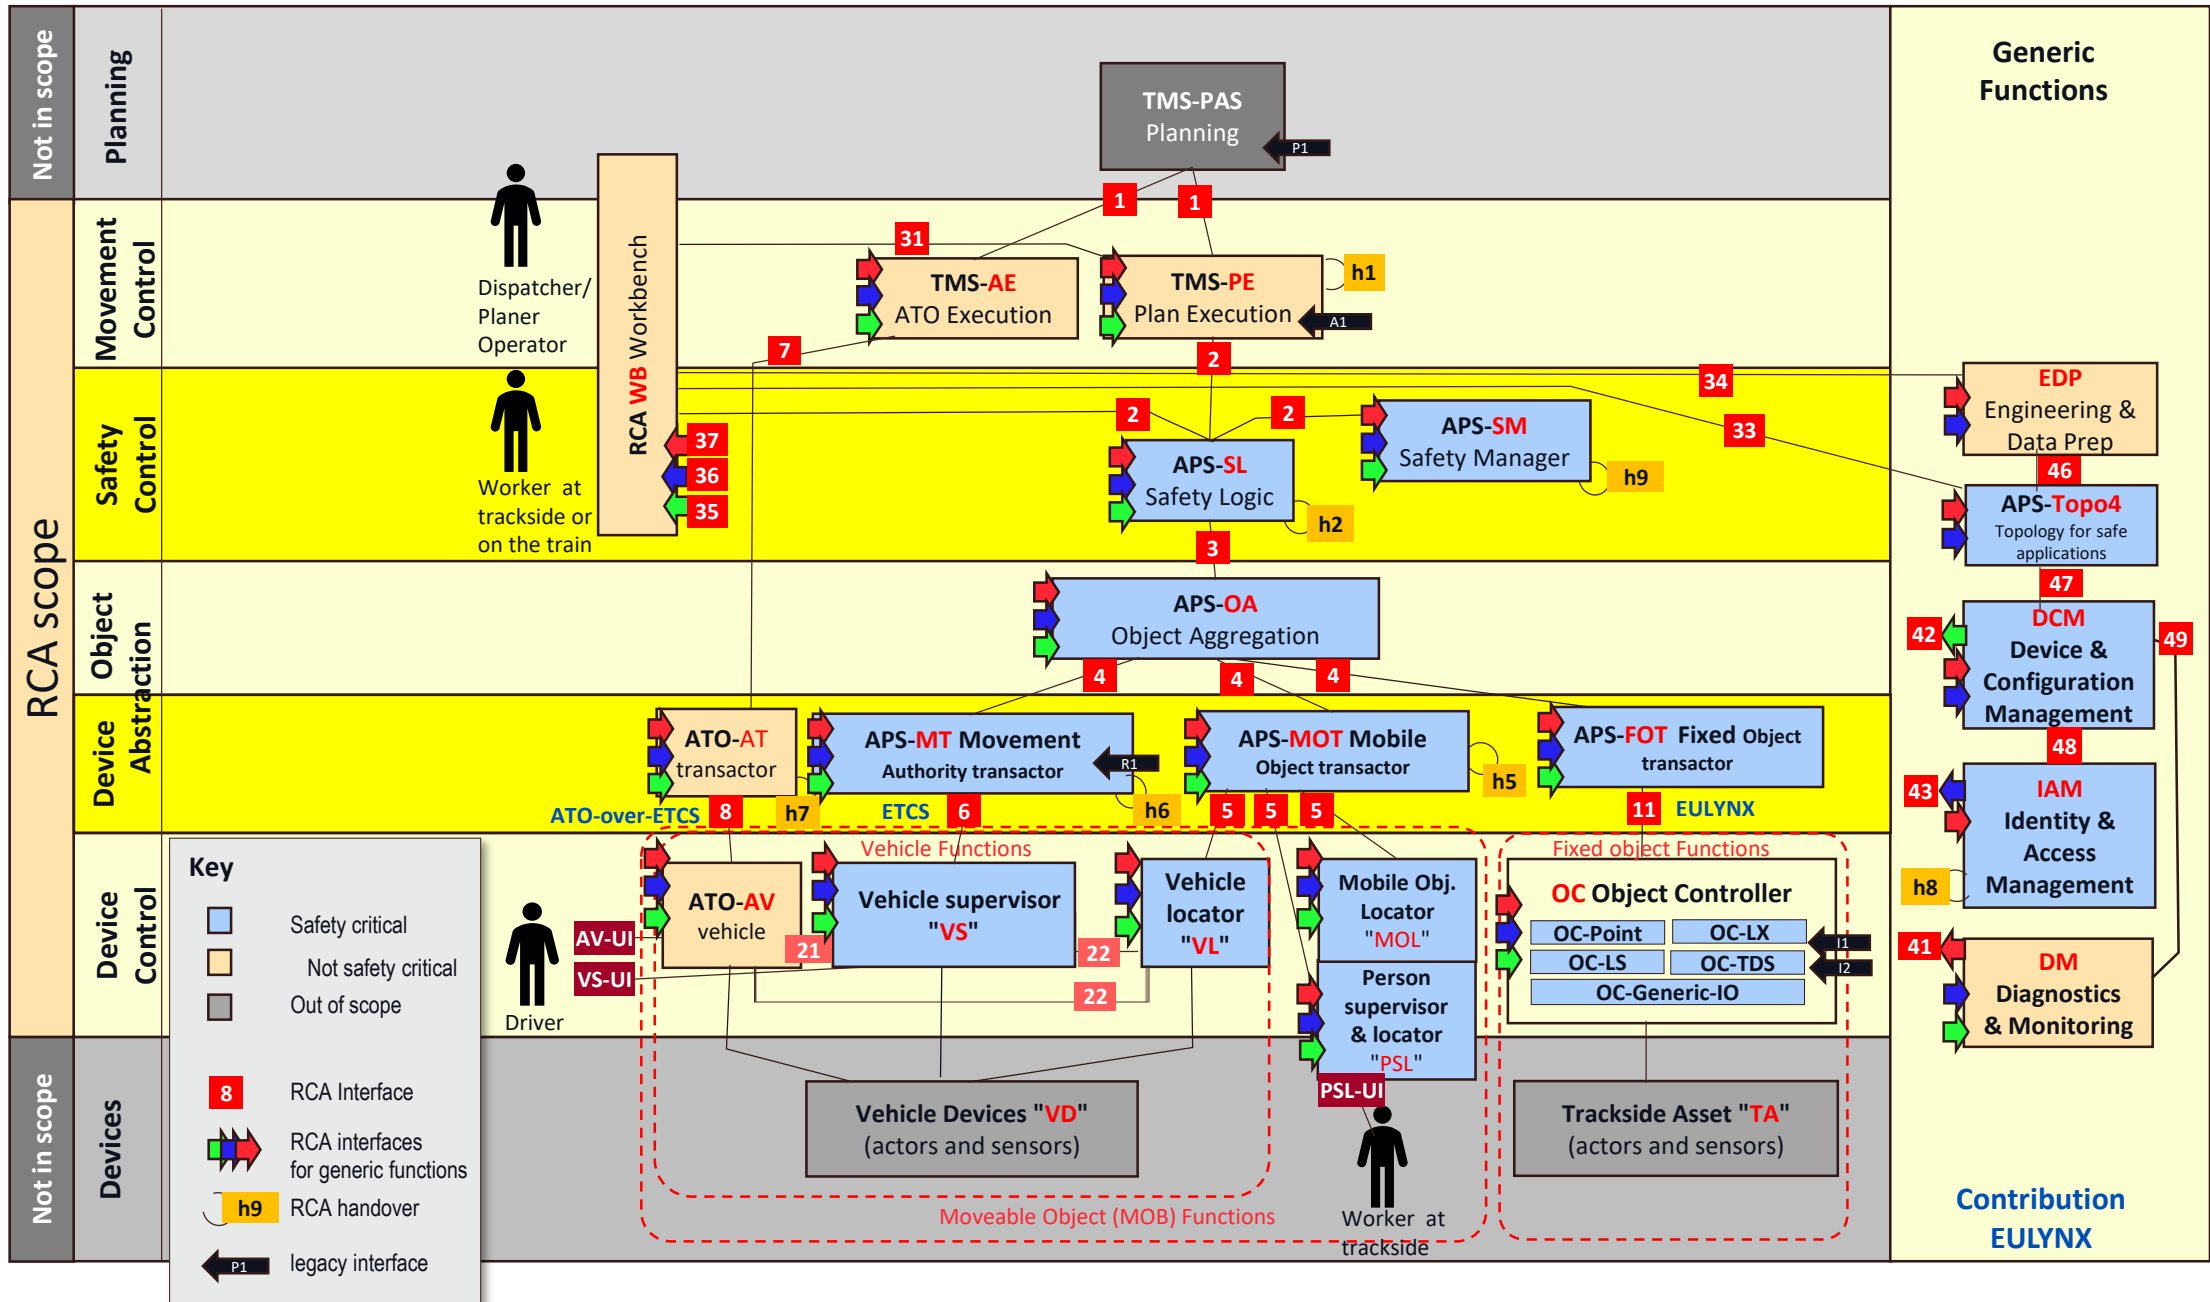 Not in scope
Planning
TMS-PAS
Planning
P1
Generic
Functions
1
1
RCA scope
Movement
Control
Dispatcher/
Planer
Operator
RCA WB Workbench
31
TMS-AE
ATO Execution
TMS-PE
Plan Execution
h1
A1
7
2
Safety
Control
Worker at
trackside or
on the train
37
36
35
2
2
APS-SL
Safety Logic
h2
APS-SM
Safety Manager
h9
34
33
3
EDP
Engineering &
Data Prep
46
APS-Topo4
Topology for safe
applications
47
Object
Abstraction
APS-OA
Object Aggregation
4
4
4
42
DCM
Device &
Configuration
Management
49
48
Device
ATO-AT
transactor
APS-MT Movement
Authority transactor
R1
APS-MOT Mobile
Object transactor
h5
APS-FOT Fixed Object
transactor
ATO-over-ETCS
8
h7
ETCS
6
h6
5
5
5
11
EULYNX
43
IAM
Identity &
Access
Management
h8
Device
Control
Driver
AV-UI
VS-UI
Vehicle Functions
ATO-AV
vehicle
21
Vehicle supervisor
"VS"
22
22
Vehicle
locator
"VL"
Mobile Obj.
Locator
"MOL"
Person
supervisor
& locator
"PSL"
PSL-UI
Fixed object Functions
OC Object Controller
OC-Point
OC-LX
OC-LS
OC-TDS
OC-Generic-IO
I1
I2
41
DM
Diagnostics
& Monitoring
Not in scope
Devices
Vehicle Devices "VD"
(actors and sensors)
Moveable Object (MOB) Functions
Worker at
trackside
Trackside Asset "TA"
(actors and sensors)
Contribution
EULYNX
Key
Safety critical
Not safety critical
Out of scope
8
RCA Interface
RCA interfaces
for generic functions
h9
RCA handover
P1
legacy interface